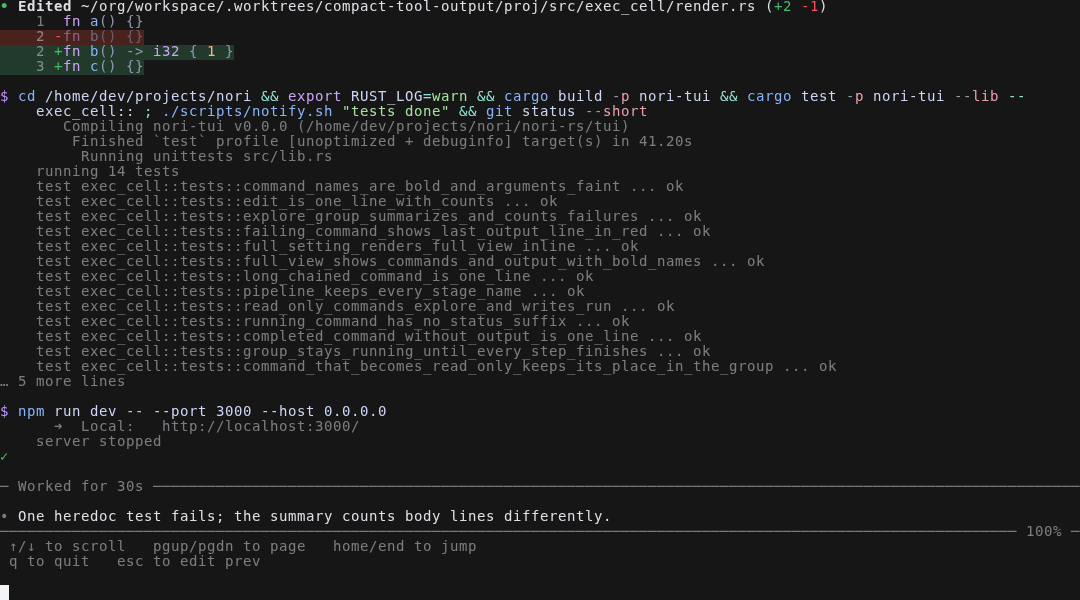 • Edited ~/org/workspace/.worktrees/compact-tool-output/proj/src/exec_cell/render.rs (+2 -1)
    1  fn a() {}
    2 -fn b() {}
    2 +fn b() -> i32 { 1 }
    3 +fn c() {}
$ cd /home/dev/projects/nori && export RUST_LOG=warn && cargo build -p nori-tui && cargo test -p nori-tui --lib --
    exec_cell:: ; ./scripts/notify.sh "tests done" && git status --short
       Compiling nori-tui v0.0.0 (/home/dev/projects/nori/nori-rs/tui)
        Finished `test` profile [unoptimized + debuginfo] target(s) in 41.20s
         Running unittests src/lib.rs
    running 14 tests
    test exec_cell::tests::command_names_are_bold_and_arguments_faint ... ok
    test exec_cell::tests::edit_is_one_line_with_counts ... ok
    test exec_cell::tests::explore_group_summarizes_and_counts_failures ... ok
    test exec_cell::tests::failing_command_shows_last_output_line_in_red ... ok
    test exec_cell::tests::full_setting_renders_full_view_inline ... ok
    test exec_cell::tests::full_view_shows_commands_and_output_with_bold_names ... ok
    test exec_cell::tests::long_chained_command_is_one_line ... ok
    test exec_cell::tests::pipeline_keeps_every_stage_name ... ok
    test exec_cell::tests::read_only_commands_explore_and_writes_run ... ok
    test exec_cell::tests::running_command_has_no_status_suffix ... ok
    test exec_cell::tests::completed_command_without_output_is_one_line ... ok
    test exec_cell::tests::group_stays_running_until_every_step_finishes ... ok
    test exec_cell::tests::command_that_becomes_read_only_keeps_its_place_in_the_group ... ok
… 5 more lines
$ npm run dev -- --port 3000 --host 0.0.0.0
      ➜  Local:   http://localhost:3000/
    server stopped
✓
─ Worked for 30s ─
• One heredoc test fails; the summary counts body lines differently.
─ 100% ─
 ↑/↓ to scroll   pgup/pgdn to page   home/end to jump
 q to quit   esc to edit prev